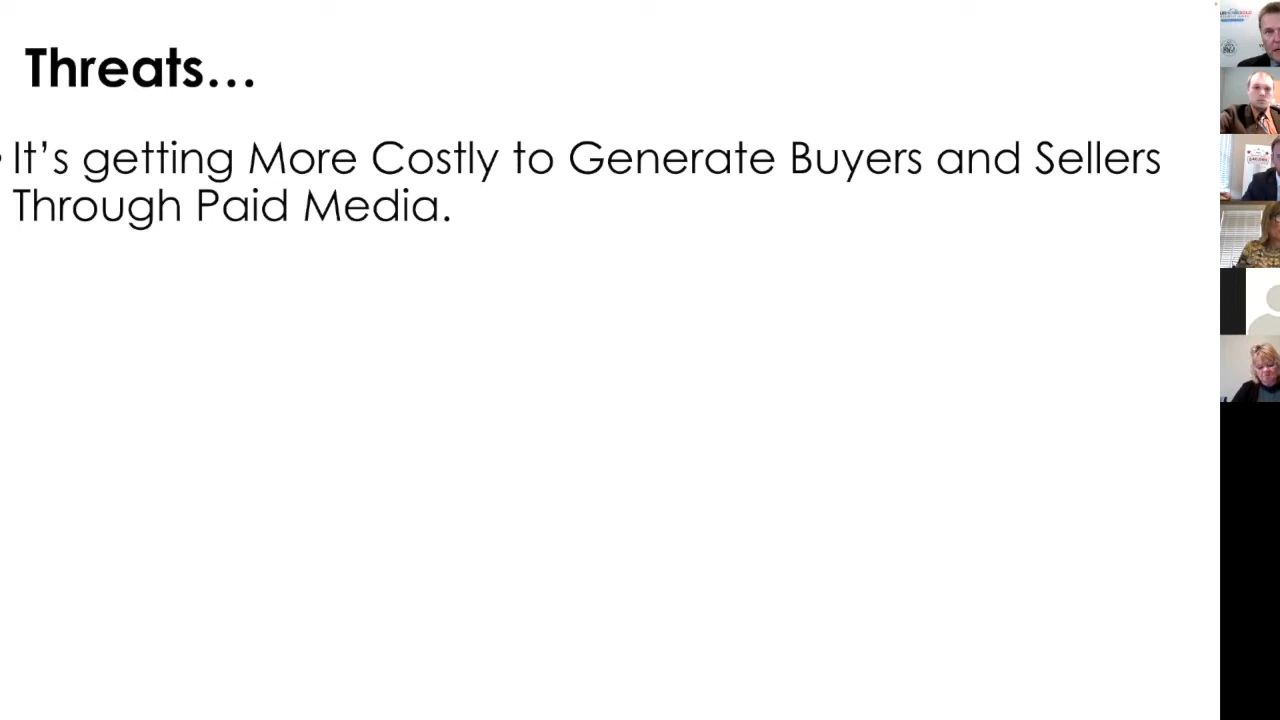 Threats...
• It's getting More Costly to Generate Buyers and Sellers
Through Paid Media.